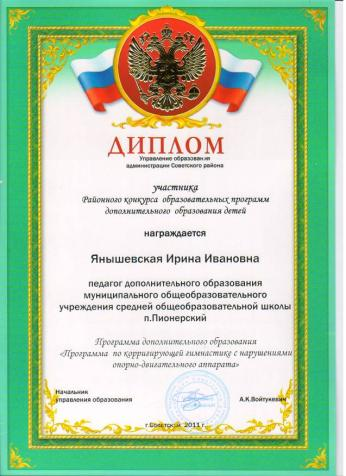 ДИПЛОМ
Управление образования
администрации Советского района
участника
Районного конкурса образовательных программ
дополнительного образования детей
награждается
Янышевская Ирина Ивановна
педагог дополнительного образования
муниципального общеобразовательного
учреждения средней общеобразовательной школы
п.Пионерский
Программа дополнительного образования
«Программа по корригирующей гимнастике с нарушениями
опорно-двигательного аппарата»
Начальник
управления образования
А.К.Войтукевич
г.Советский, 2011 г.